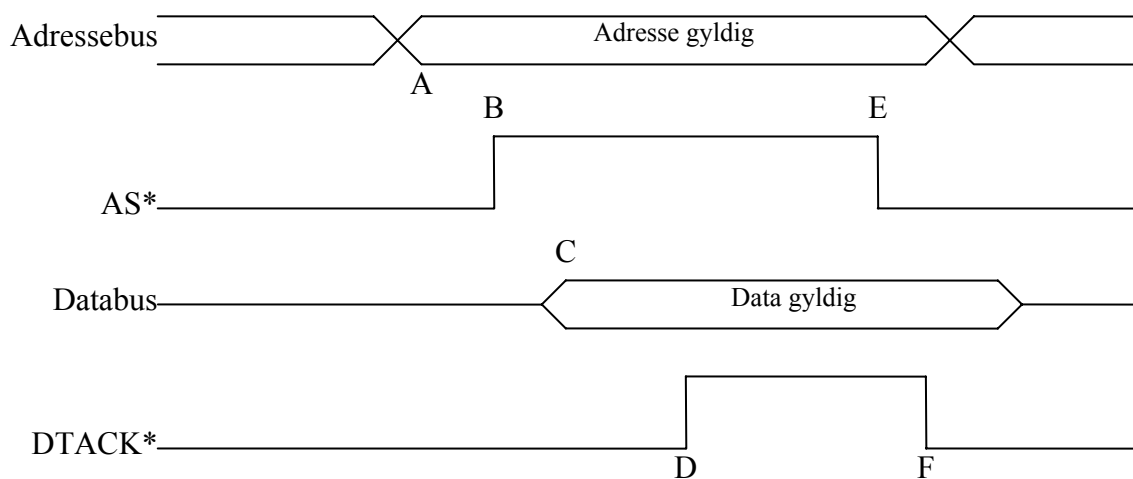 Adressebus
Adresse gyldig
A
B
E
AS*
C
Databus
Data gyldig
DTACK*
D
F